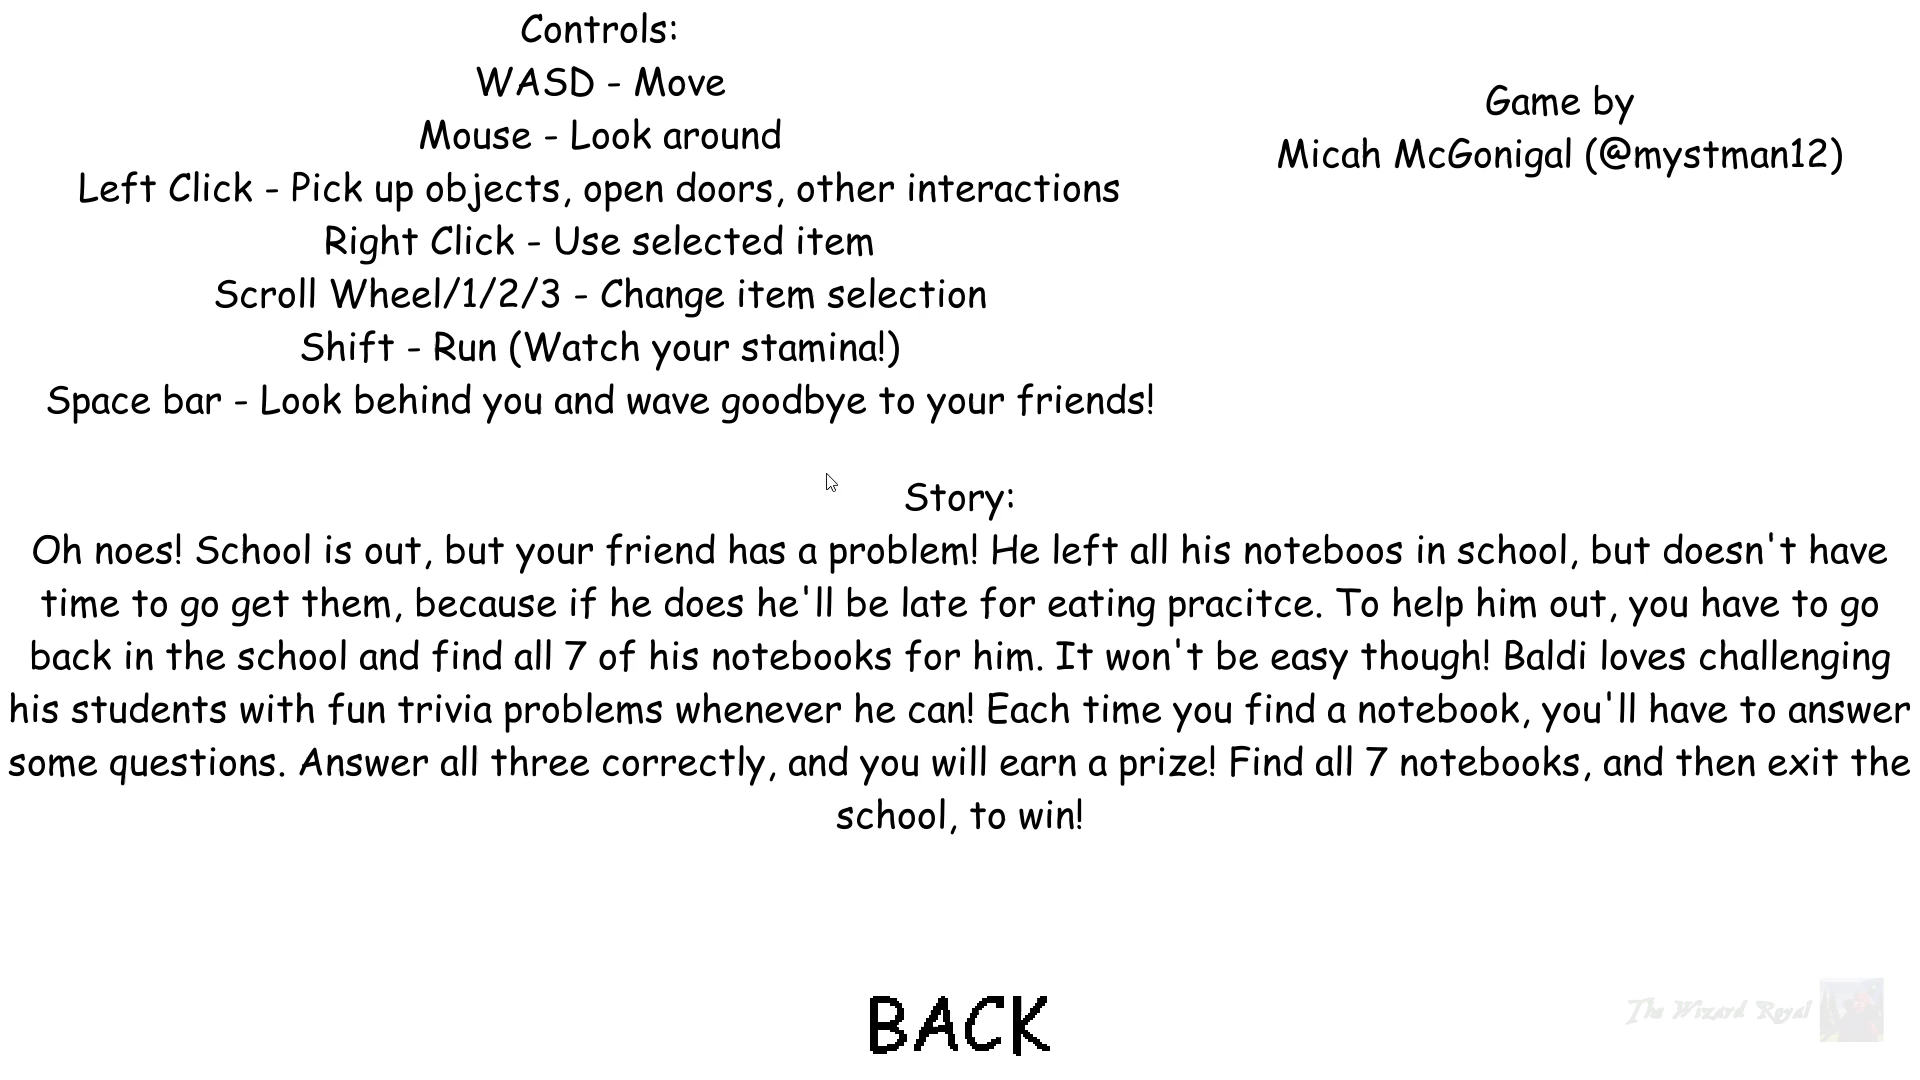 Controls:
WASD - Move
Mouse - Look around
Left Click - Pick up objects, open doors, other interactions
Right Click - Use selected item
Scroll Wheel/1/2/3 - Change item selection
Shift - Run (Watch your stamina!)
Space bar - Look behind you and wave goodbye to your friends!
Game by
Micah McGonigal (@mystman12)
Story:
Oh noes! School is out, but your friend has a problem! He left all his noteboos in school, but doesn't have
time to go get them, because if he does he'll be late for eating pracitce. To help him out, you have to go
back in the school and find all 7 of his notebooks for him. It won't be easy though! Baldi loves challenging
his students with fun trivia problems whenever he can! Each time you find a notebook, you'll have to answer
some questions. Answer all three correctly, and you will earn a prize! Find all 7 notebooks, and then exit the
school, to win!
BACK
The Wizard Royal